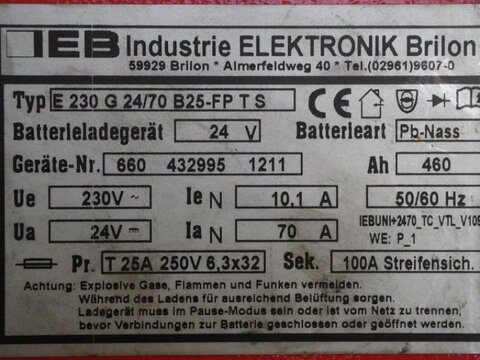 IEB Industrie ELEKTRONIK Brilon
59929 Brilon * Almerfeldweg 40 * Tel.(02961)9607-0
Typ E 230 G 24/70 B25-FP T S CE
Batterieladegerät 24 V Batterieart Pb-Nass
Geräte-Nr. 660 432995 1211 Ah 460
Ue 230V ~ Ie N 10,1 A 50/60 Hz
Ua 24V Ia N 70 A IEBUNI+2470_TC_VTL_V109
WE: P_1
Pr. T 25A 250V 6,3x32 Sek. 100A Streifensich.
Achtung: Explosive Gase, Flammen und Funken vermeiden.
Während des Ladens für ausreichend Belüftung sorgen.
Ladegerät muss im Pause-Modus sein oder ist vom Netz zu trennen,
bevor Verbindungen zur Batterie geschlossen oder geöffnet werden.